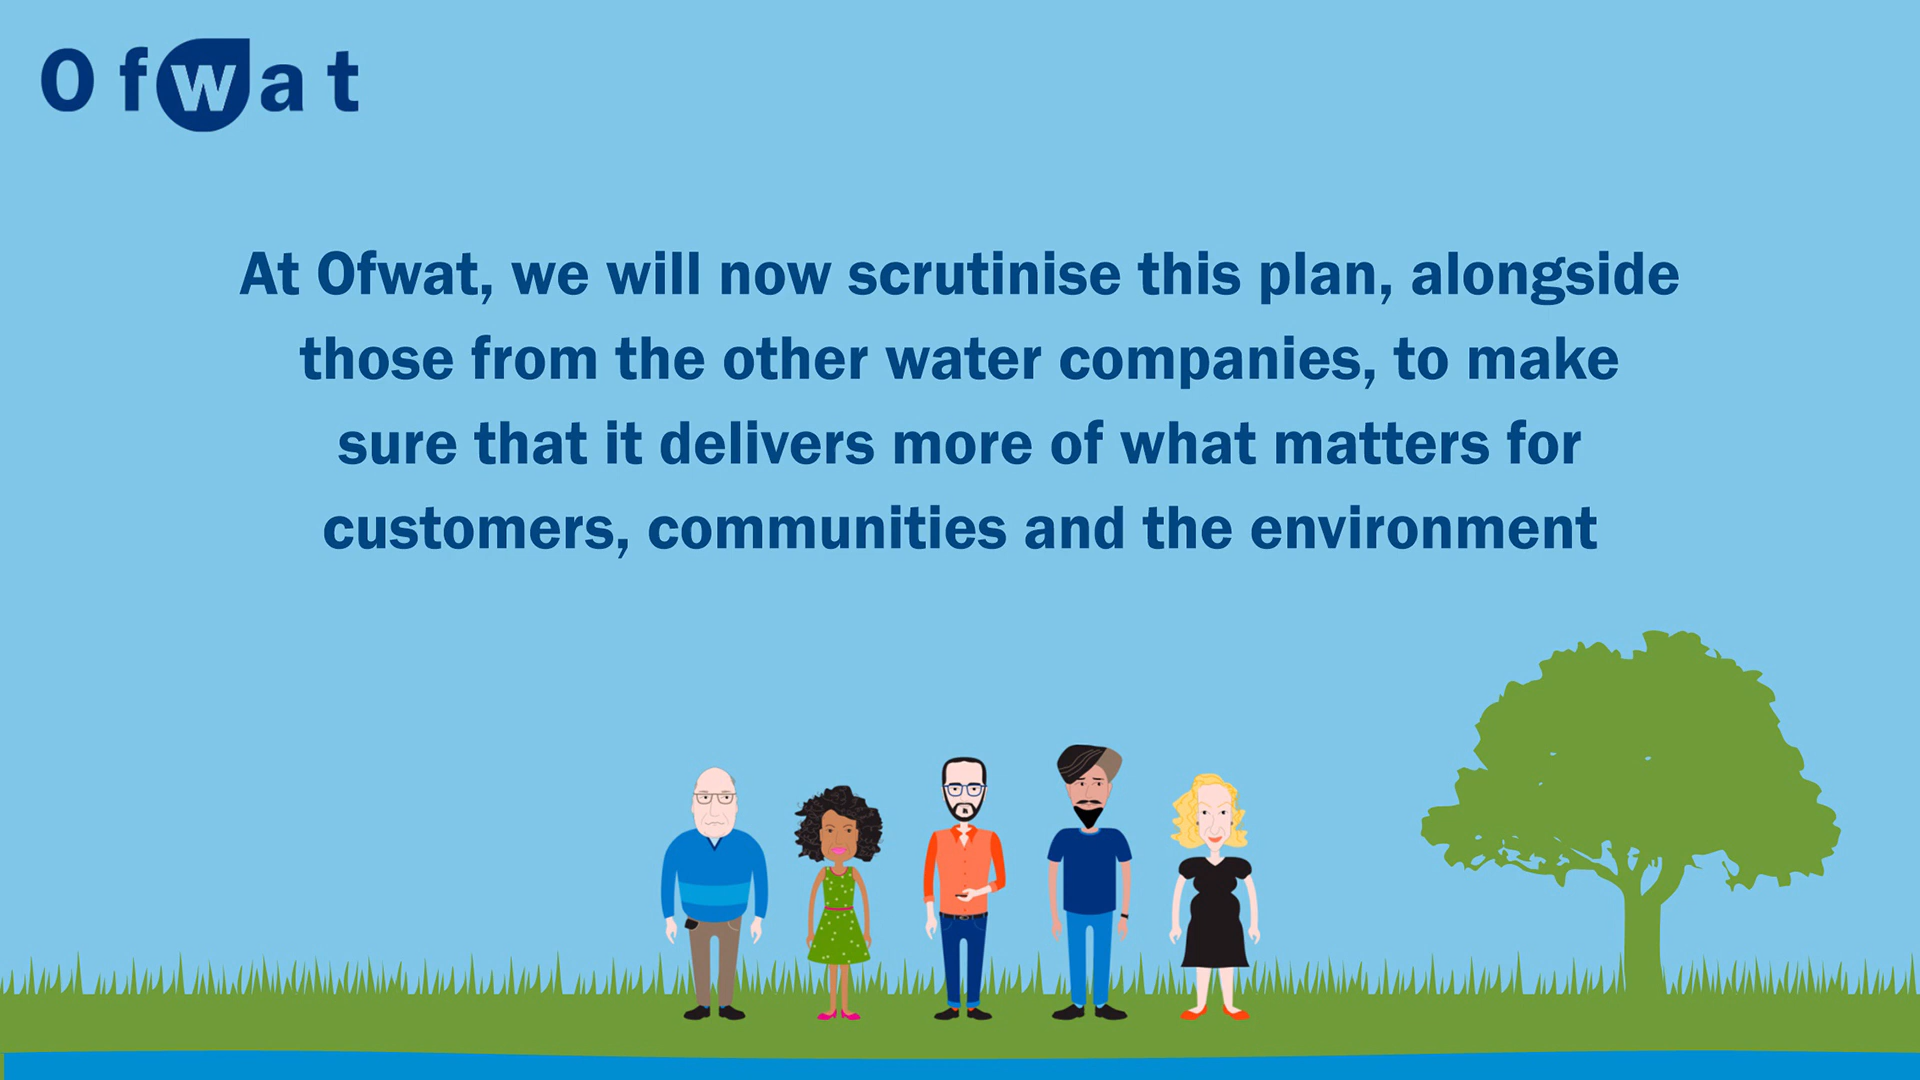 Ofwat
At Ofwat, we will now scrutinise this plan, alongside
those from the other water companies, to make
sure that it delivers more of what matters for
customers, communities and the environment